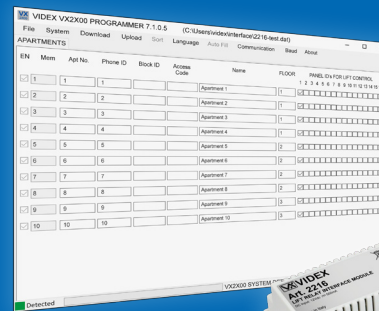 VX VIDEX VX2X00 PROGRAMMER 7.1.0.5 (C:\Users\videx\interface\2216-test.dat)
File System Download Upload Sort Language Auto Fill Communication Baud About
APARTMENTS
EN Mem Apt No. Phone ID Block ID Access Code Name FLOOR PANEL ID's FOR LIFT CONTROL
1 2 3 4 5 6 7 8 9 10 11 12 13 14 15
1 1 1 Apartment 1 1
2 2 2 Apartment 2 1
3 3 3 Apartment 3 1
4 4 4 Apartment 4 1
5 5 5 Apartment 5 2
6 6 6 Apartment 6 2
7 7 7 Apartment 7 2
8 8 8 Apartment 8 2
9 9 9 Apartment 9 3
10 10 10 Apartment 10 3
VX2X00 SYSTEM
Detected
VIDEX
Art. 2216
LIFT RELAY INTERFACE MODULE